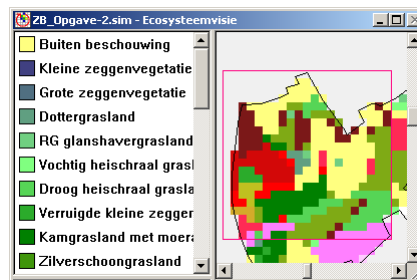 ZB_Opgave-2.sim - Ecosysteemvisie
Buiten beschouwing
Kleine zeggenvegetatie
Grote zeggenvegetatie
Dottergrasland
RG glanshavergrasland
Vochtig heischraal grasl
Droog heischraal grasla
Verruigde kleine zegger
Kamgrasland met moera
Zilverschoongrasland